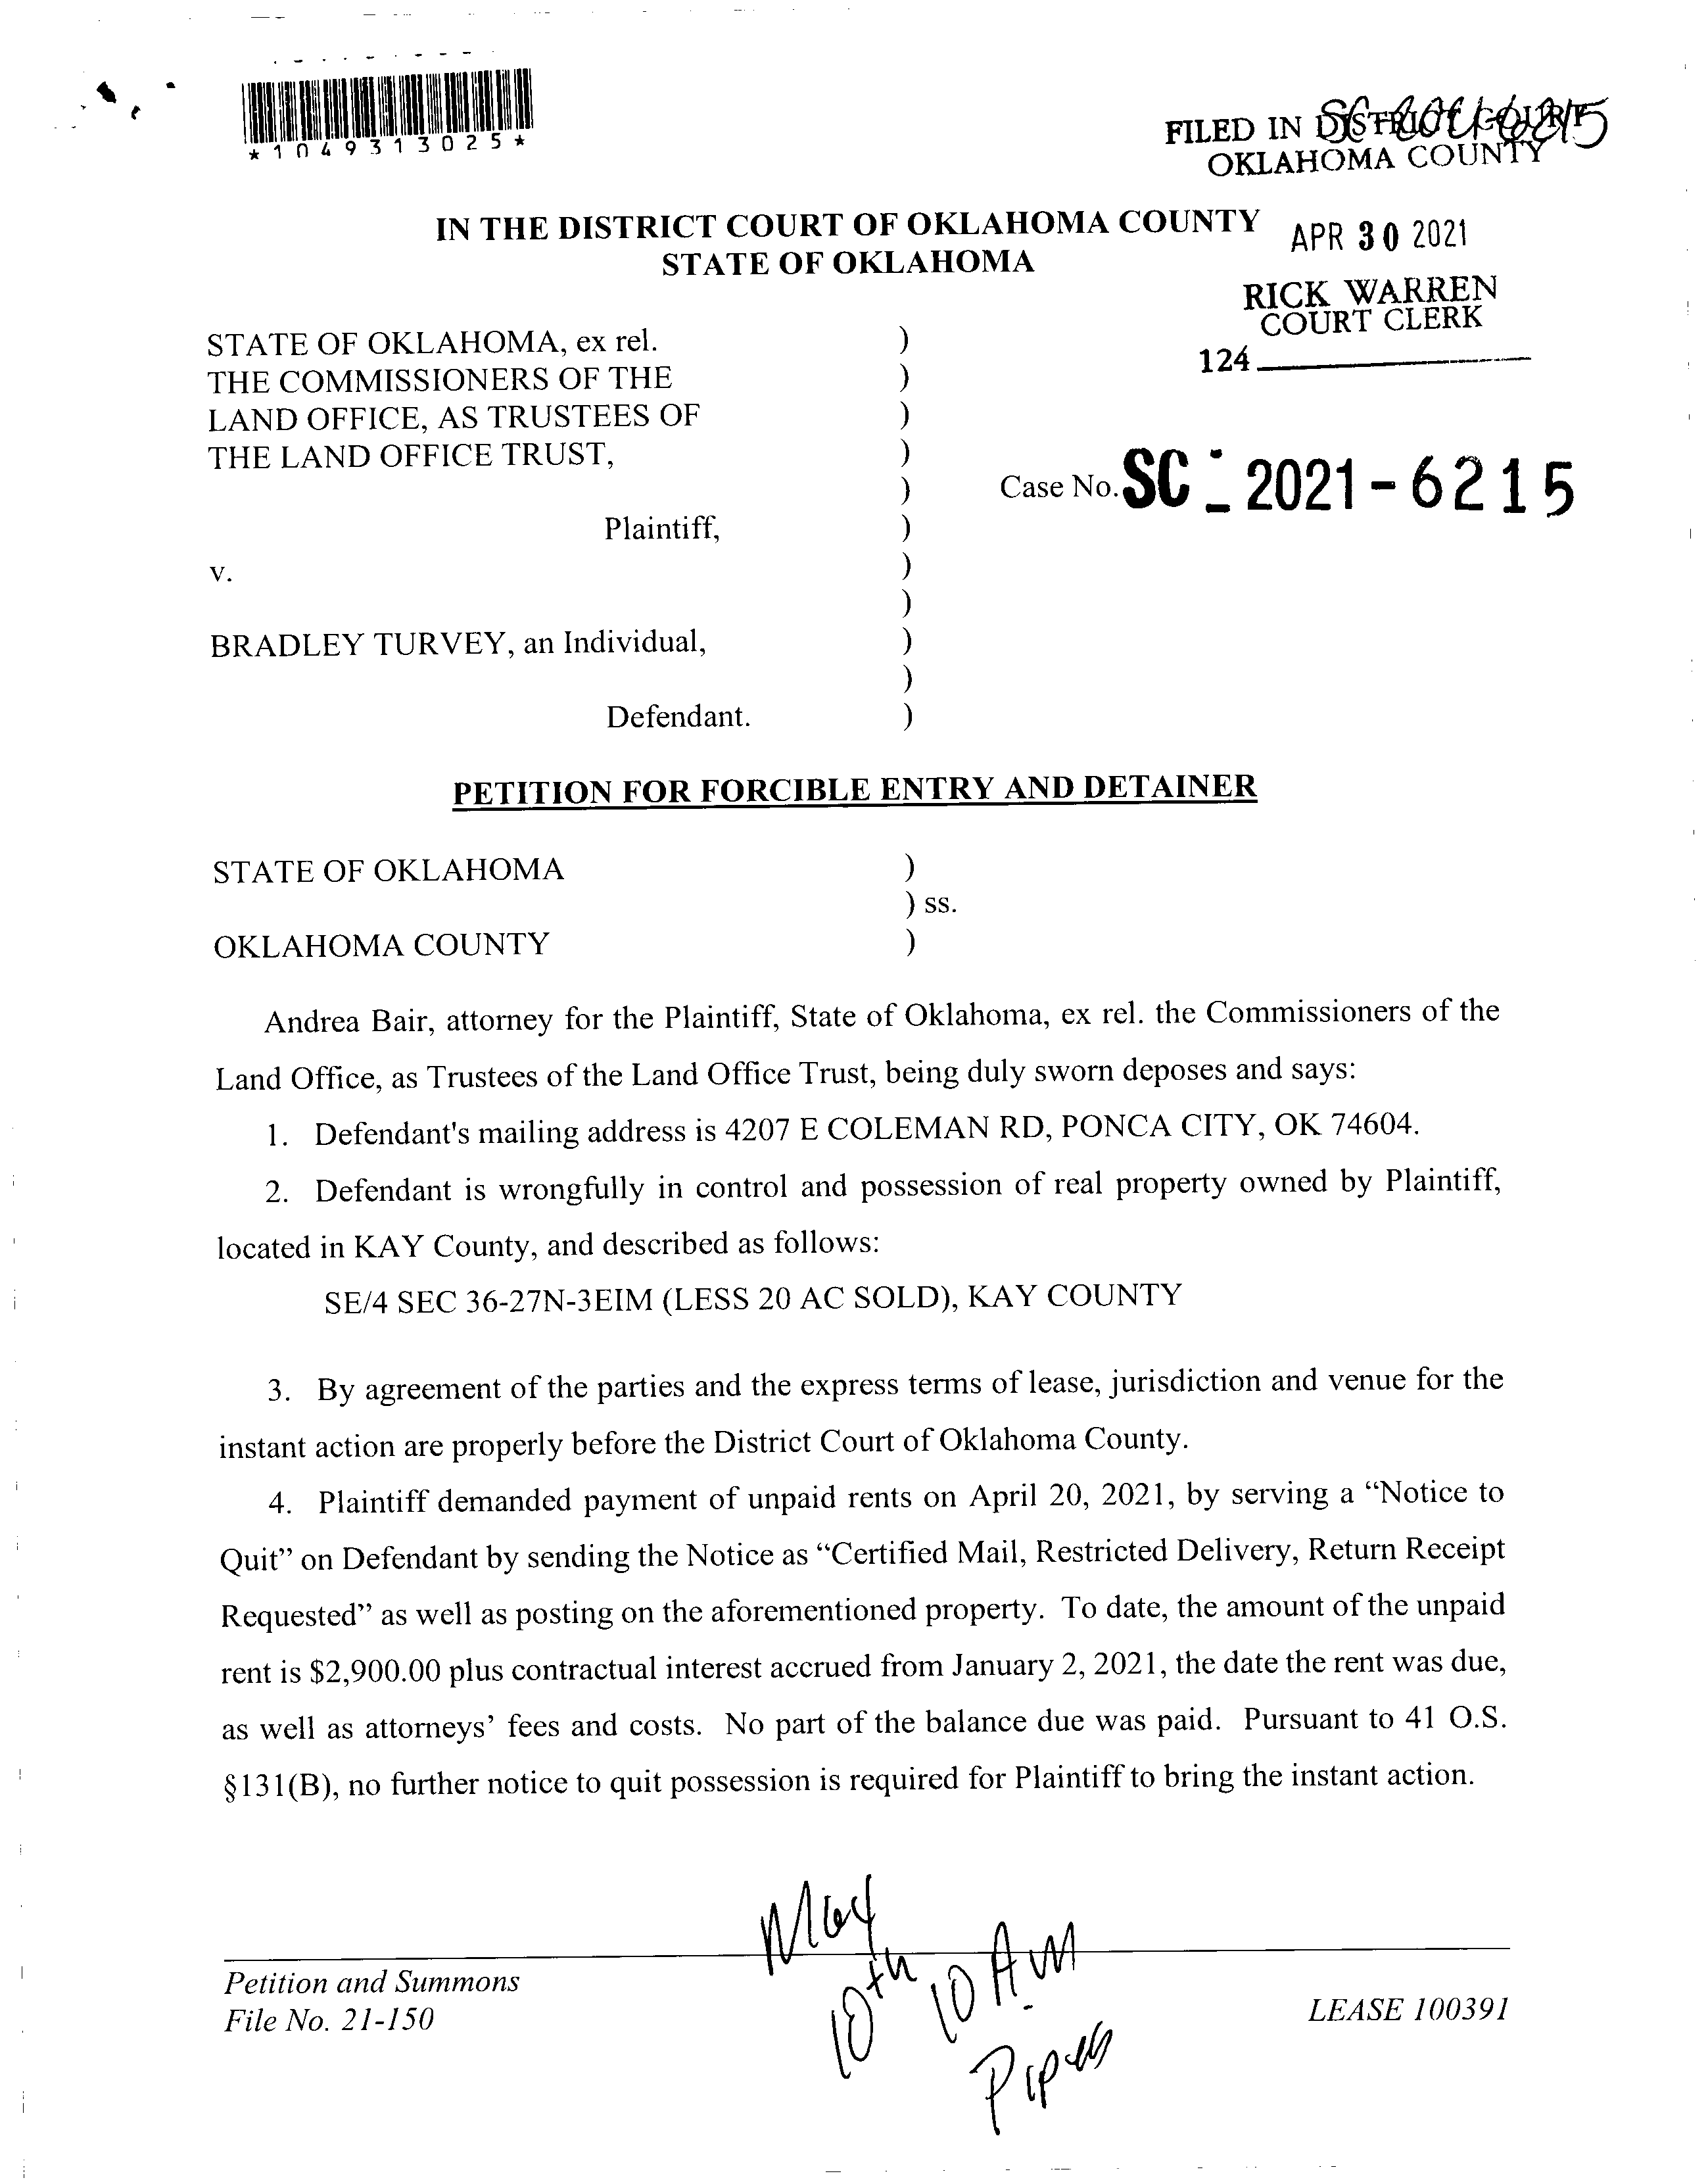 *1049313025*
SC-2021-6215
FILED IN DISTRICT COURT
OKLAHOMA COUNTY
IN THE DISTRICT COURT OF OKLAHOMA COUNTY
STATE OF OKLAHOMA
APR 30 2021
RICK WARREN
COURT CLERK
124
STATE OF OKLAHOMA, ex rel. )
THE COMMISSIONERS OF THE )
LAND OFFICE, AS TRUSTEES OF )
THE LAND OFFICE TRUST, )
)
Case No. SC - 2021 - 6215
Plaintiff, )
v. )
)
BRADLEY TURVEY, an Individual, )
)
Defendant. )
PETITION FOR FORCIBLE ENTRY AND DETAINER
STATE OF OKLAHOMA )
) ss.
OKLAHOMA COUNTY )
Andrea Bair, attorney for the Plaintiff, State of Oklahoma, ex rel. the Commissioners of the
Land Office, as Trustees of the Land Office Trust, being duly sworn deposes and says:
1. Defendant's mailing address is 4207 E COLEMAN RD, PONCA CITY, OK 74604.
2. Defendant is wrongfully in control and possession of real property owned by Plaintiff,
located in KAY County, and described as follows:
SE/4 SEC 36-27N-3EIM (LESS 20 AC SOLD), KAY COUNTY
3. By agreement of the parties and the express terms of lease, jurisdiction and venue for the
instant action are properly before the District Court of Oklahoma County.
4. Plaintiff demanded payment of unpaid rents on April 20, 2021, by serving a “Notice to
Quit” on Defendant by sending the Notice as “Certified Mail, Restricted Delivery, Return Receipt
Requested” as well as posting on the aforementioned property. To date, the amount of the unpaid
rent is $2,900.00 plus contractual interest accrued from January 2, 2021, the date the rent was due,
as well as attorneys’ fees and costs. No part of the balance due was paid. Pursuant to 41 O.S.
§131(B), no further notice to quit possession is required for Plaintiff to bring the instant action.
May
10th 10 AM
Petition and Summons
File No. 21-150
LEASE 100391